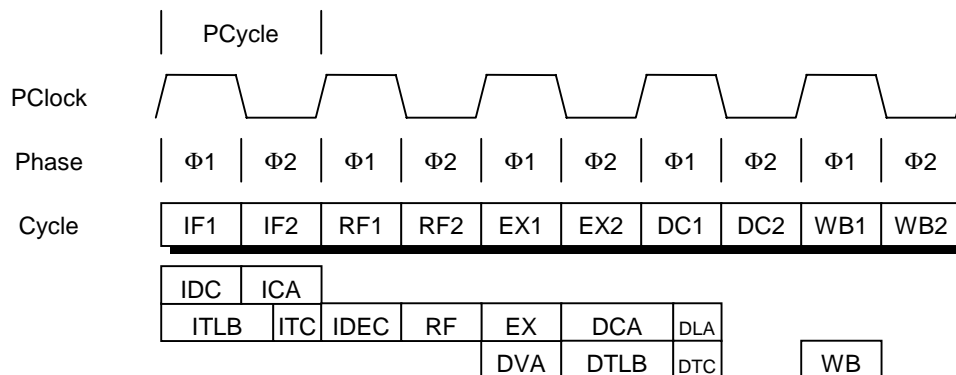 PCycle
PClock
Phase Φ1 Φ2 Φ1 Φ2 Φ1 Φ2 Φ1 Φ2 Φ1 Φ2
Cycle IF1 IF2 RF1 RF2 EX1 EX2 DC1 DC2 WB1 WB2
IDC ICA
ITLB ITC IDEC RF EX DCA DLA
DVA DTLB DTC WB